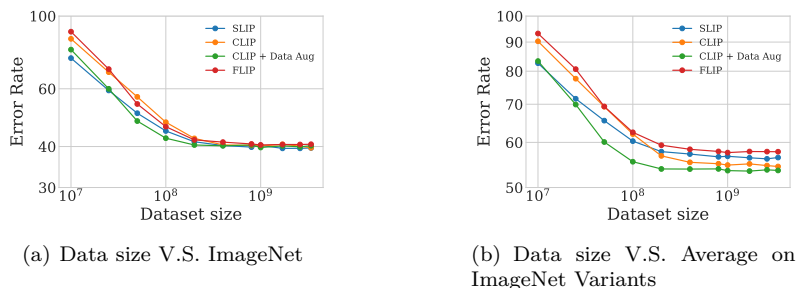 100
60
40
30
Error Rate
10^7
10^8
10^9
Dataset size
SLIP
CLIP
CLIP + Data Aug
FLIP
(a) Data size V.S. ImageNet
100
90
80
70
60
50
Error Rate
10^7
10^8
10^9
Dataset size
SLIP
CLIP
CLIP + Data Aug
FLIP
(b) Data size V.S. Average on
ImageNet Variants